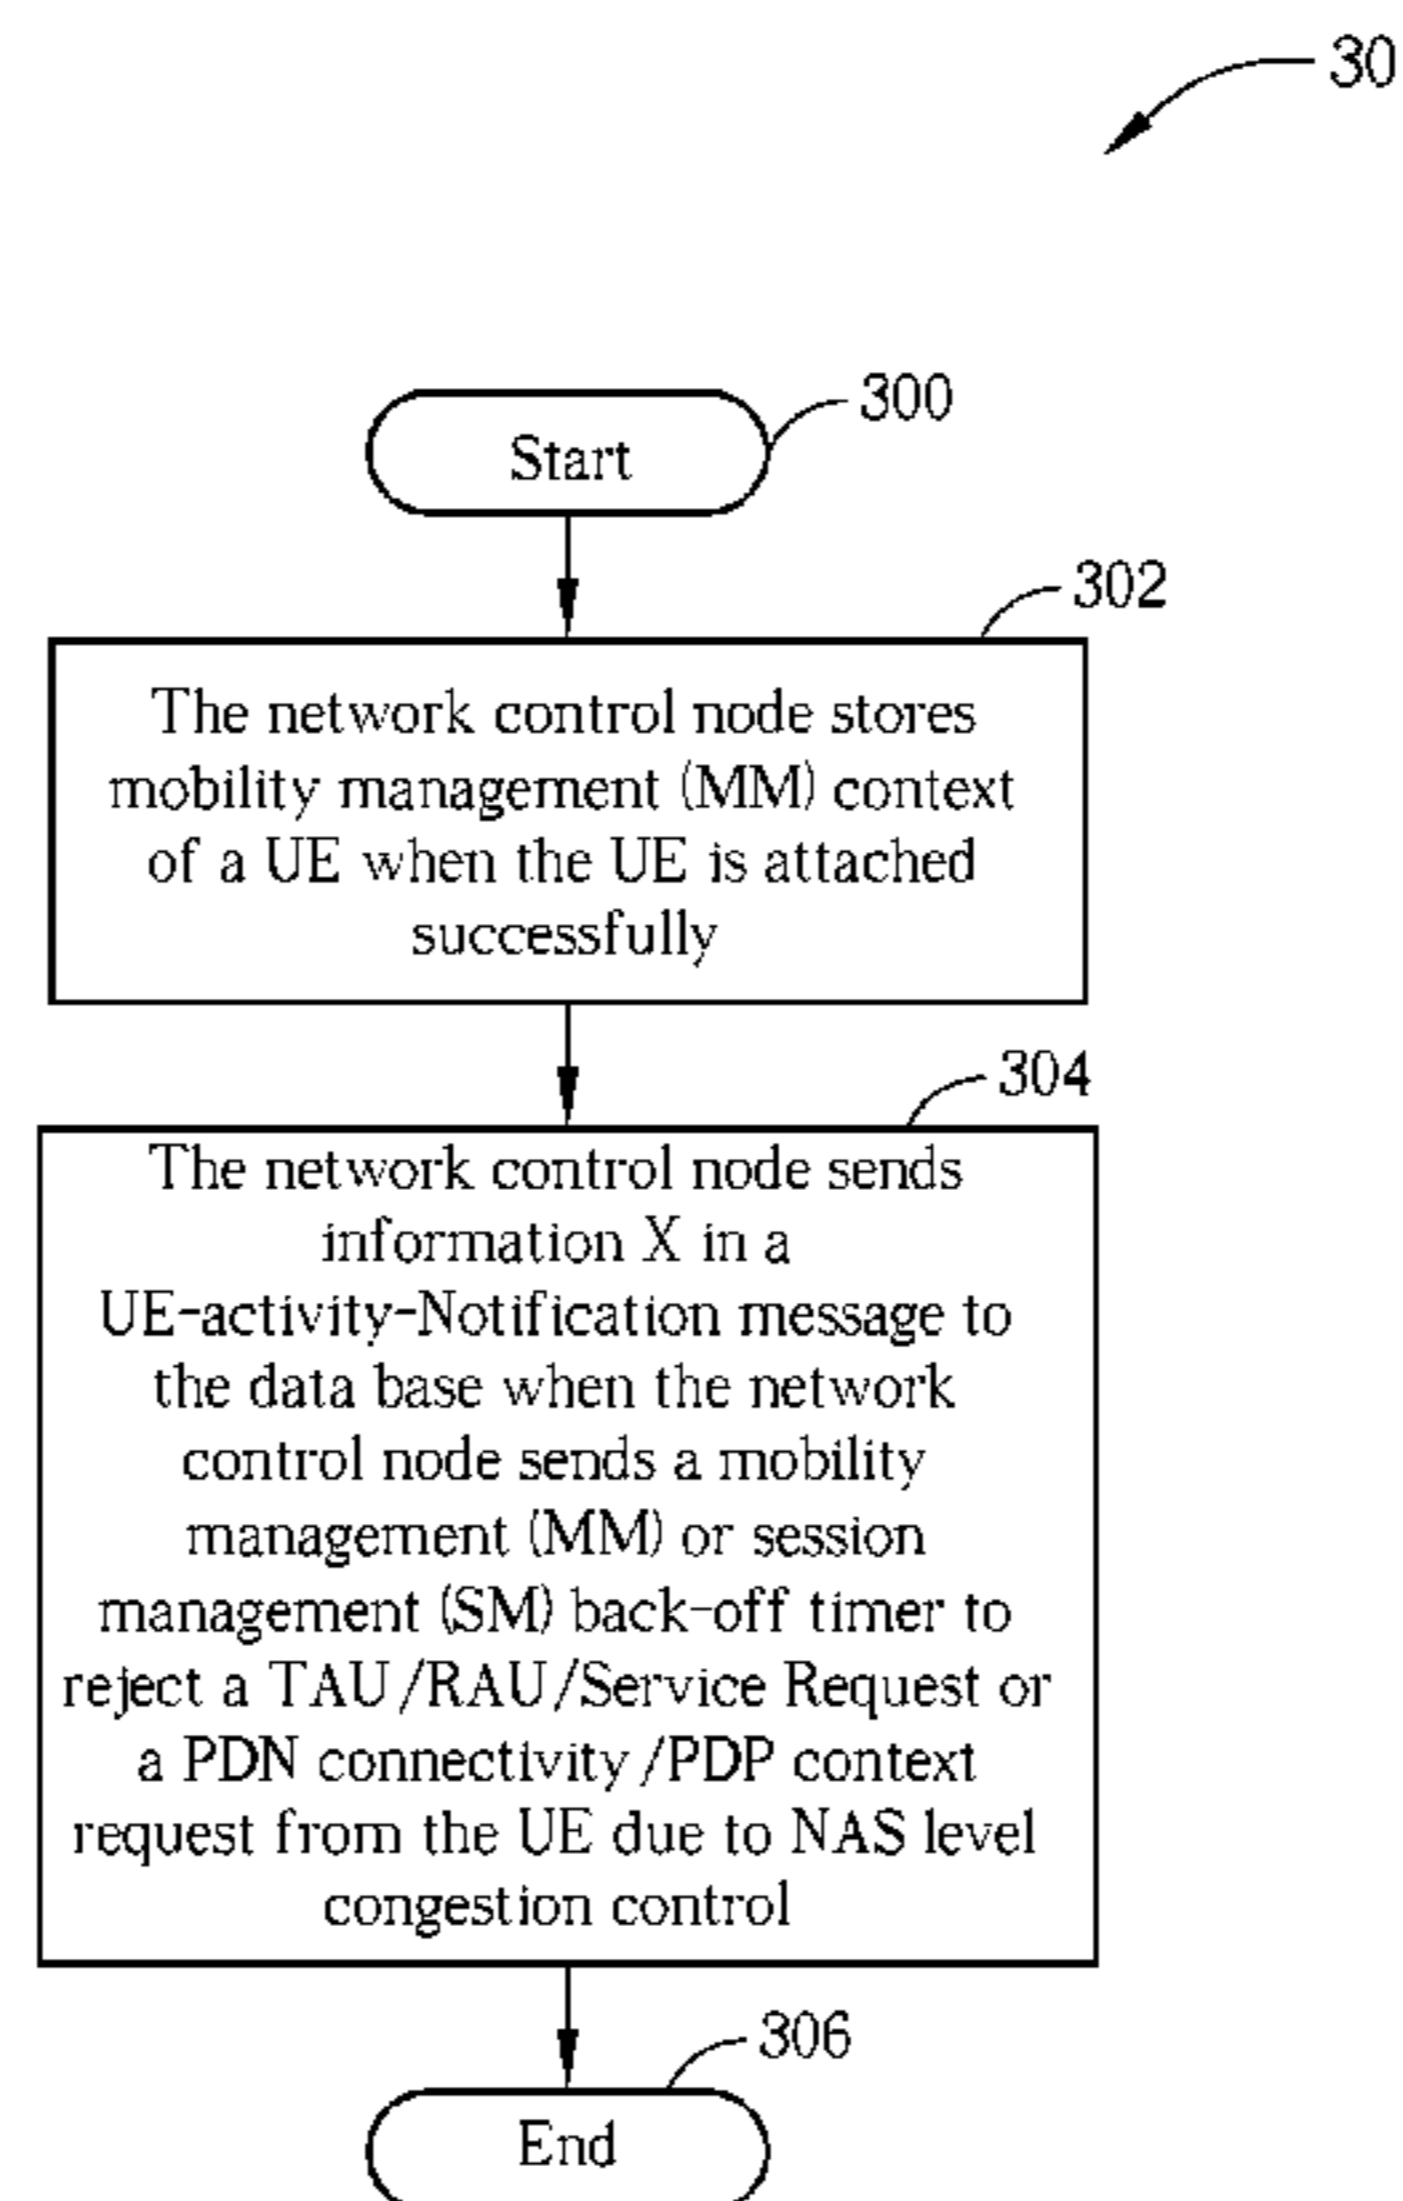 30
300
Start
302
The network control node stores
mobility management (MM) context
of a UE when the UE is attached
successfully
304
The network control node sends
information X in a
UE-activity-Notification message to
the data base when the network
control node sends a mobility
management (MM) or session
management (SM) back-off timer to
reject a TAU/RAU/Service Request or
a PDN connectivity/PDP context
request from the UE due to NAS level
congestion control
306
End